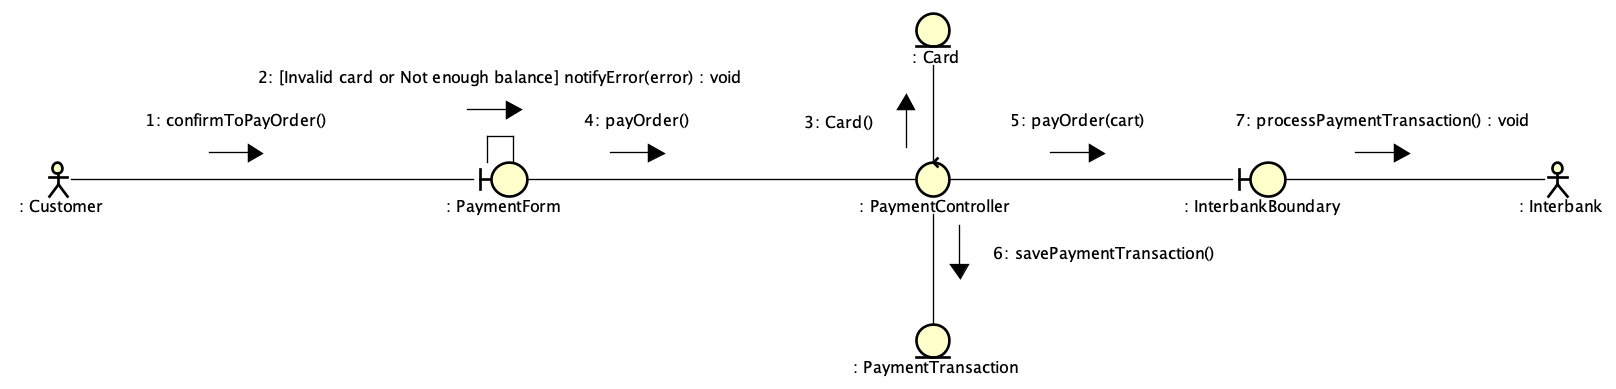 : Card
2: [Invalid card or Not enough balance] notifyError(error) : void
1: confirmToPayOrder()
4: payOrder()
3: Card()
5: payOrder(cart)
7: processPaymentTransaction() : void
: Customer
: PaymentForm
: PaymentController
: InterbankBoundary
: Interbank
6: savePaymentTransaction()
: PaymentTransaction